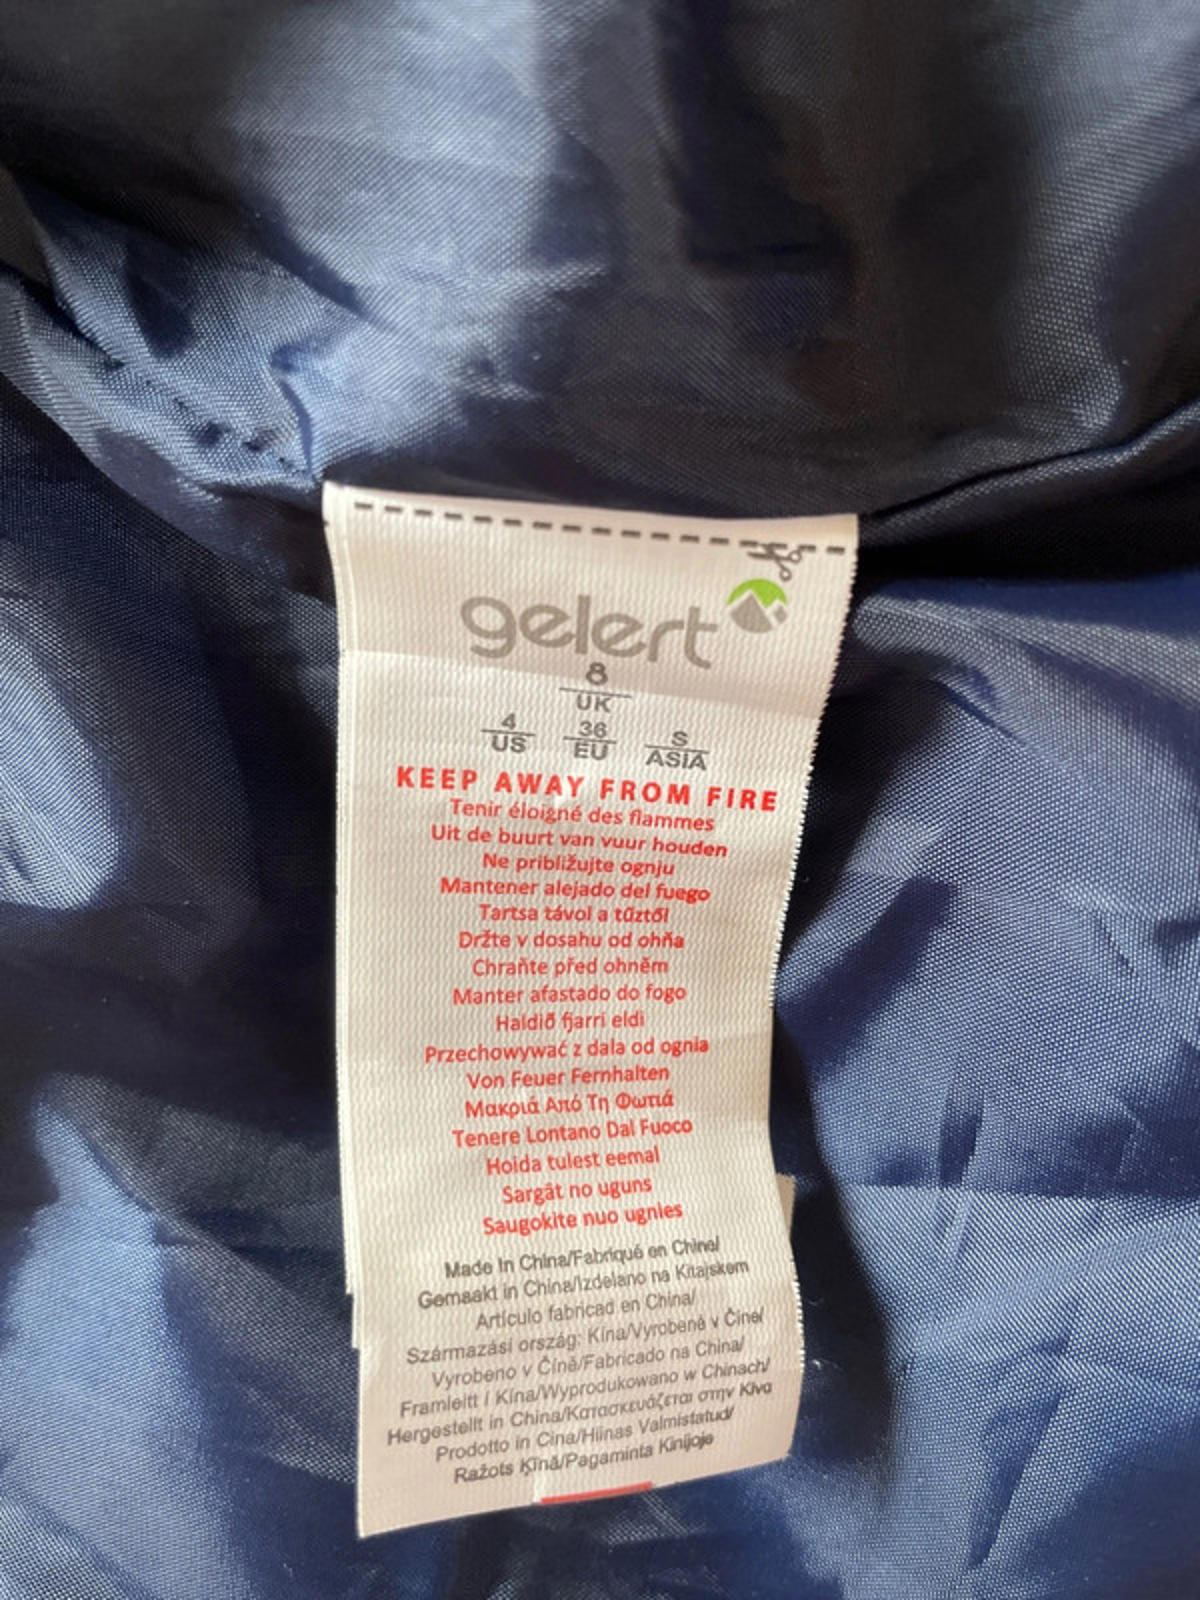 gelert
8
UK
4 36 S
US EU ASIA
KEEP AWAY FROM FIRE
Tenir éloigné des flammes
Uit de buurt van vuur houden
Ne približujte ognju
Mantener alejado del fuego
Tartsa távol a tűztől
Držte v dosahu od ohňa
Chraňte před ohněm
Manter afastado do fogo
Haldið fjarri eldi
Przechowywać z dala od ognia
Von Feuer Fernhalten
Μακριά Από Τη Φωτιά
Tenere Lontano Dal Fuoco
Hoida tulest eemal
Sargāt no uguns
Saugokite nuo ugnies
Made In China/Fabriqué en Chine/
Gemaakt in China/Izdelano na Kitajskem
Artículo fabricad en China/
Származási ország: Kína/Vyrobené v Číne/
Vyrobeno v Číně/Fabricado na China/
Framleitt í Kína/Wyprodukowano w Chinach/
Hergestellt in China/Κατασκευάζεται στην Κίνα
Prodotto in Cina/Hiinas Valmistatud/
Ražots Ķīnā/Pagaminta Kinijoje